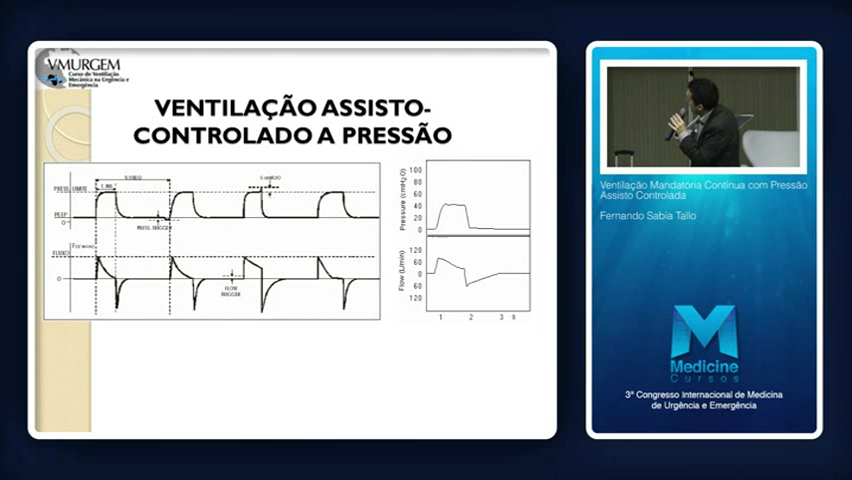 VMURGEM
Curso de Ventilação
Mecânica na Urgência e
Emergência
VENTILAÇÃO ASSISTO-
CONTROLADO A PRESSÃO
PRESS. LIMITE
PEEP
0
PRESS. TRIGGER
FLUXO
0
FLOW
TRIGGER
Pressure (cmH2O)
100
80
60
40
20
0
Flow (L/min)
120
60
0
60
120
1 2 3 s
Ventilação Mandatória Contínua com Pressão
Assisto Controlada
Fernando Sabia Tallo
M
Medicine
Cursos
3º Congresso Internacional de Medicina
de Urgência e Emergência